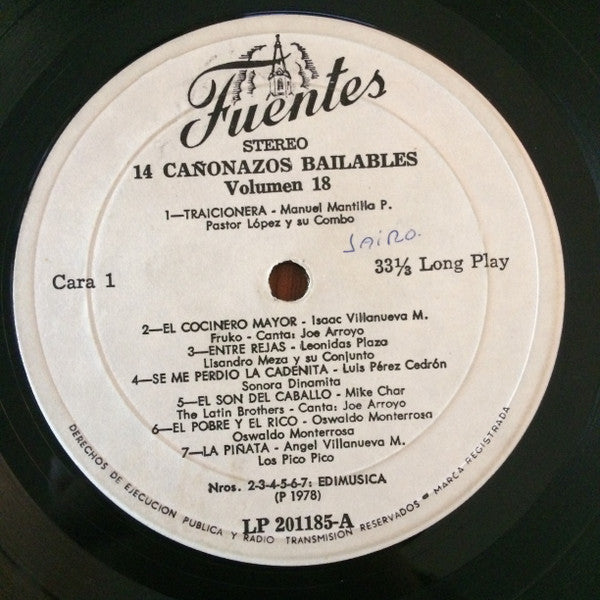 Fuentes
STEREO
14 CAÑONAZOS BAILABLES
Volumen 18
1—TRAICIONERA - Manuel Mantilla P.
Pastor López y su Combo
JAIRO.
Cara 1
33⅓ Long Play
2—EL COCINERO MAYOR - Isaac Villanueva M.
Fruko - Canta: Joe Arroyo
3—ENTRE REJAS - Leonidas Plaza
Lisandro Meza y su Conjunto
4—SE ME PERDIO LA CADENITA - Luis Pérez Cedrón
Sonora Dinamita
5—EL SON DEL CABALLO - Mike Char
The Latin Brothers - Canta: Joe Arroyo
6—EL POBRE Y EL RICO - Oswaldo Monterrosa
Oswaldo Monterrosa
7—LA PIÑATA - Angel Villanueva M.
Los Pico Pico
Nros. 2-3-4-5-6-7: EDIMUSICA
(P 1978)
LP 201185-A
DERECHOS DE EJECUCION PUBLICA Y RADIO TRANSMISION RESERVADOS - MARCA REGISTRADA